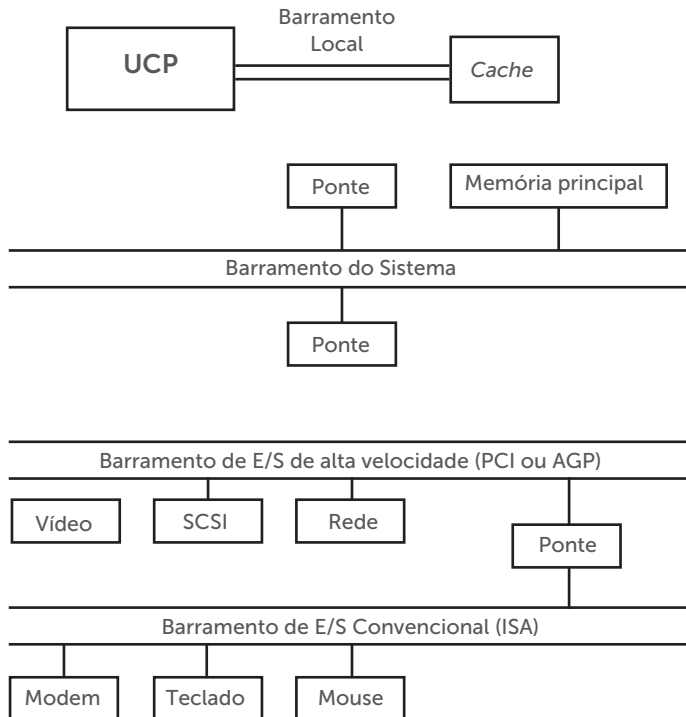 Barramento
Local
UCP
Cache
Ponte
Memória principal
Barramento do Sistema
Ponte
Barramento de E/S de alta velocidade (PCI ou AGP)
Vídeo
SCSI
Rede
Ponte
Barramento de E/S Convencional (ISA)
Modem
Teclado
Mouse